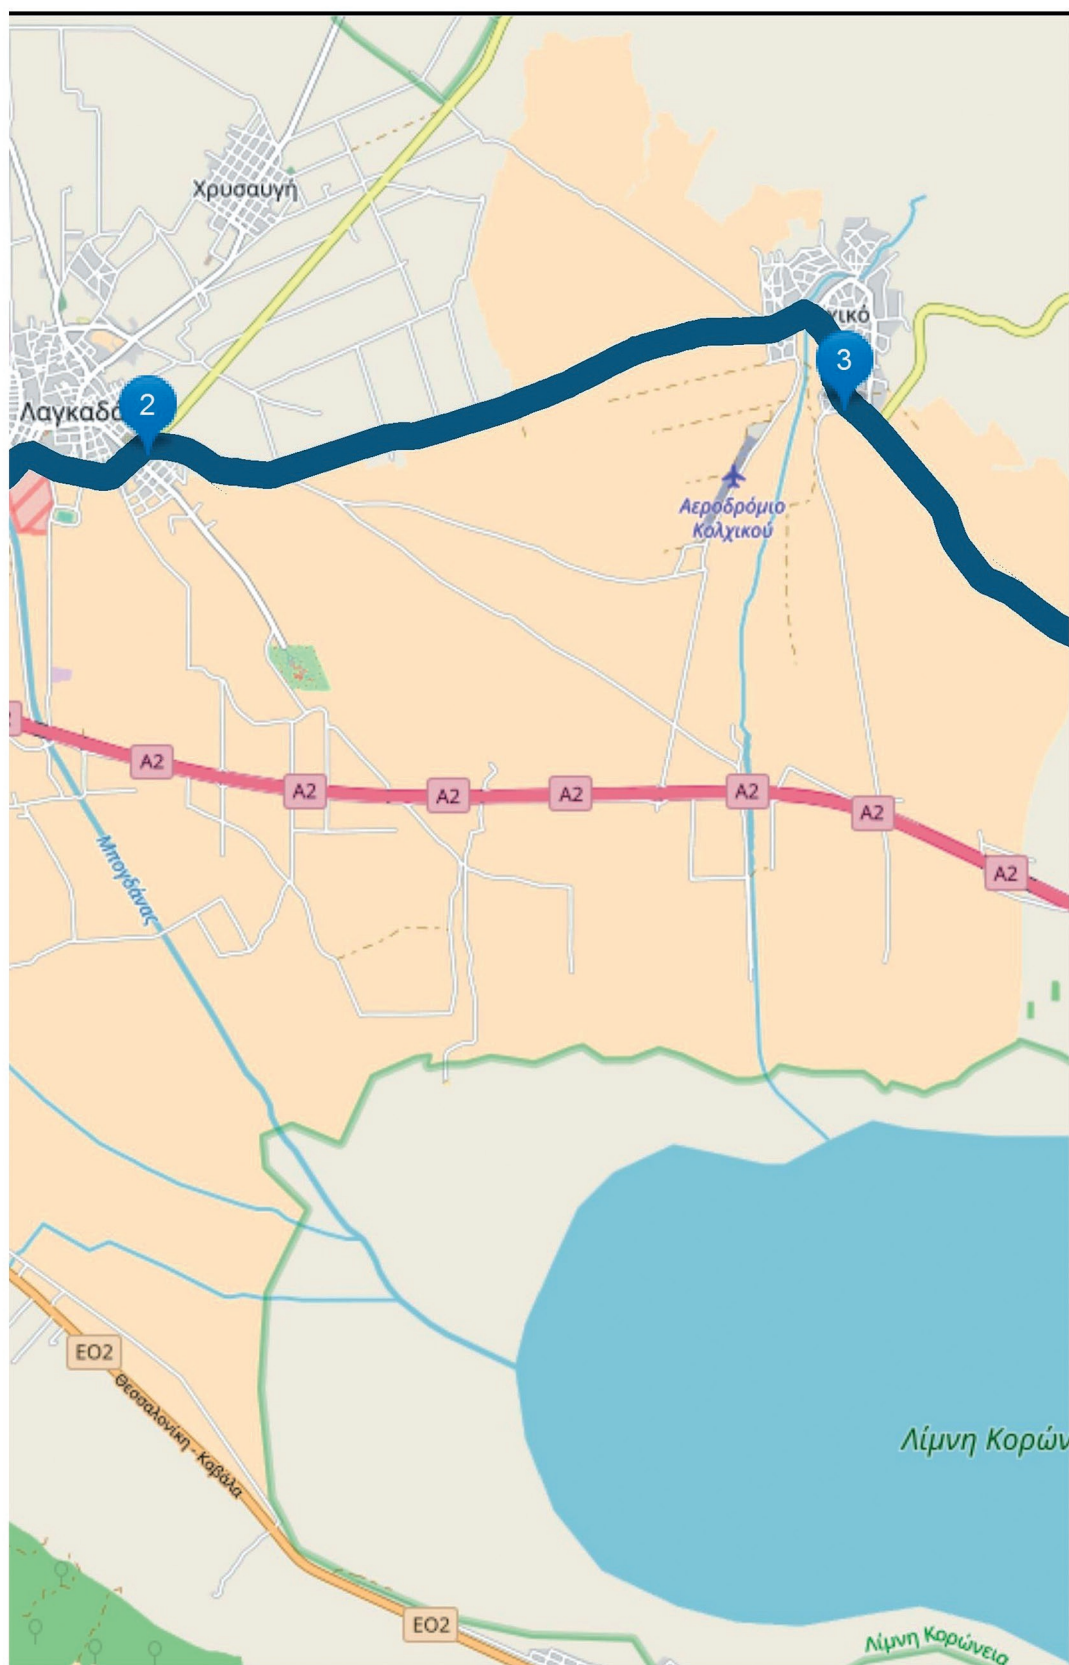 Χρυσαυγή
νικό
3
2
Λαγκαδά
Αεροδρόμιο
Κολχικού
A2
A2
A2
A2
A2
A2
A2
Μπογδάνας
EO2
Θεσσαλονίκη - Καβάλα
Λίμνη Κορών
EO2
Λίμνη Κορώνεια